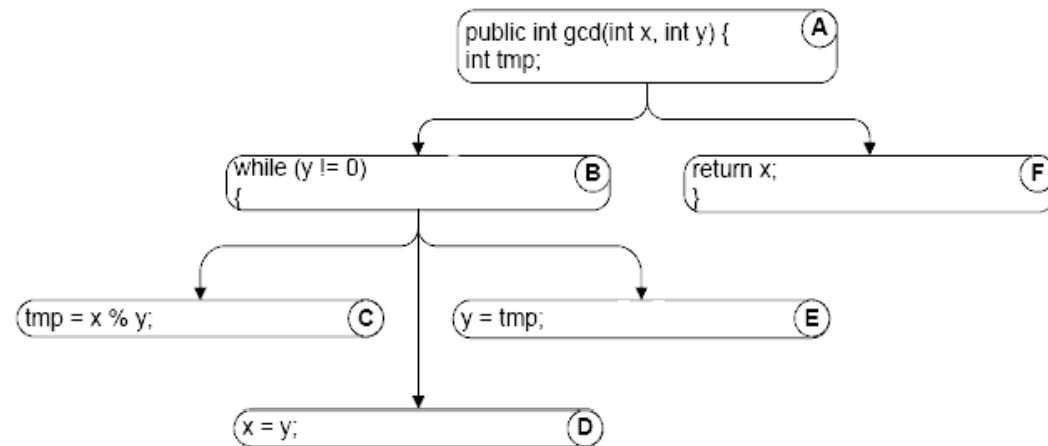 public int gcd(int x, int y) {
int tmp;
A
while (y != 0)
{
B
return x;
}
F
tmp = x % y;
C
y = tmp;
E
x = y;
D